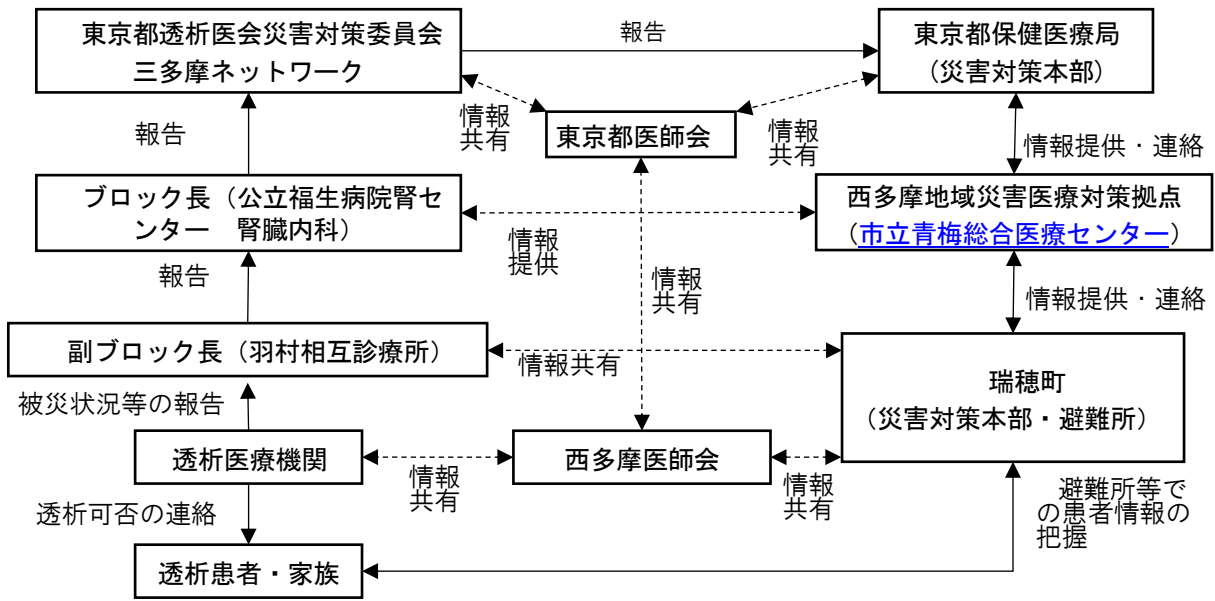 東京都透析医会災害対策委員会
三多摩ネットワーク
報告
東京都保健医療局
（災害対策本部）
情報
共有
東京都医師会
情報
共有
報告
情報提供・連絡
ブロック長（公立福生病院腎セ
ンター　腎臓内科）
情報
提供
西多摩地域災害医療対策拠点
（市立青梅総合医療センター）
報告
情報
共有
情報提供・連絡
副ブロック長（羽村相互診療所）
情報共有
瑞穂町
（災害対策本部・避難所）
被災状況等の報告
透析医療機関
情報
共有
西多摩医師会
情報
共有
透析可否の連絡
避難所等で
の患者情報の
把握
透析患者・家族